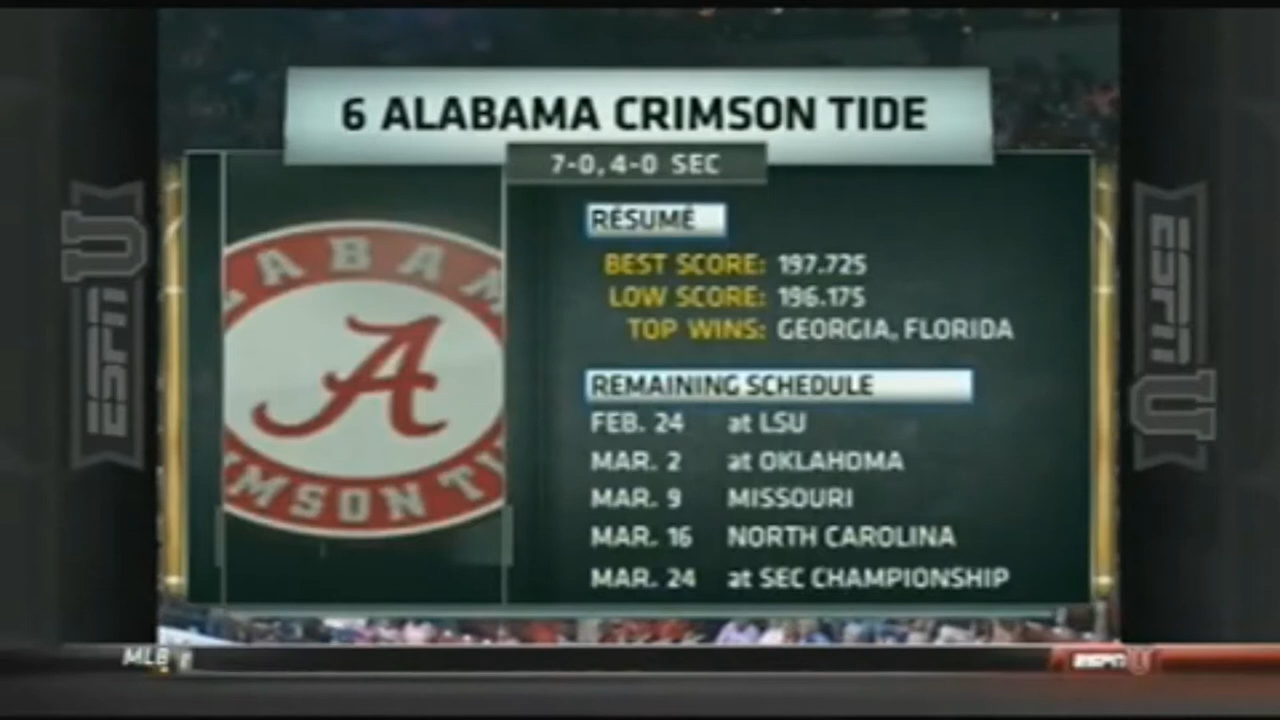 6 ALABAMA CRIMSON TIDE
7-0, 4-0 SEC
RÉSUMÉ
BEST SCORE: 197.725
LOW SCORE: 196.175
TOP WINS: GEORGIA, FLORIDA
REMAINING SCHEDULE
FEB. 24 at LSU
MAR. 2 at OKLAHOMA
MAR. 9 MISSOURI
MAR. 16 NORTH CAROLINA
MAR. 24 at SEC CHAMPIONSHIP
ALABAMA
A
MSON TI
ESPN U
ESPN U
MLB
ESPN U